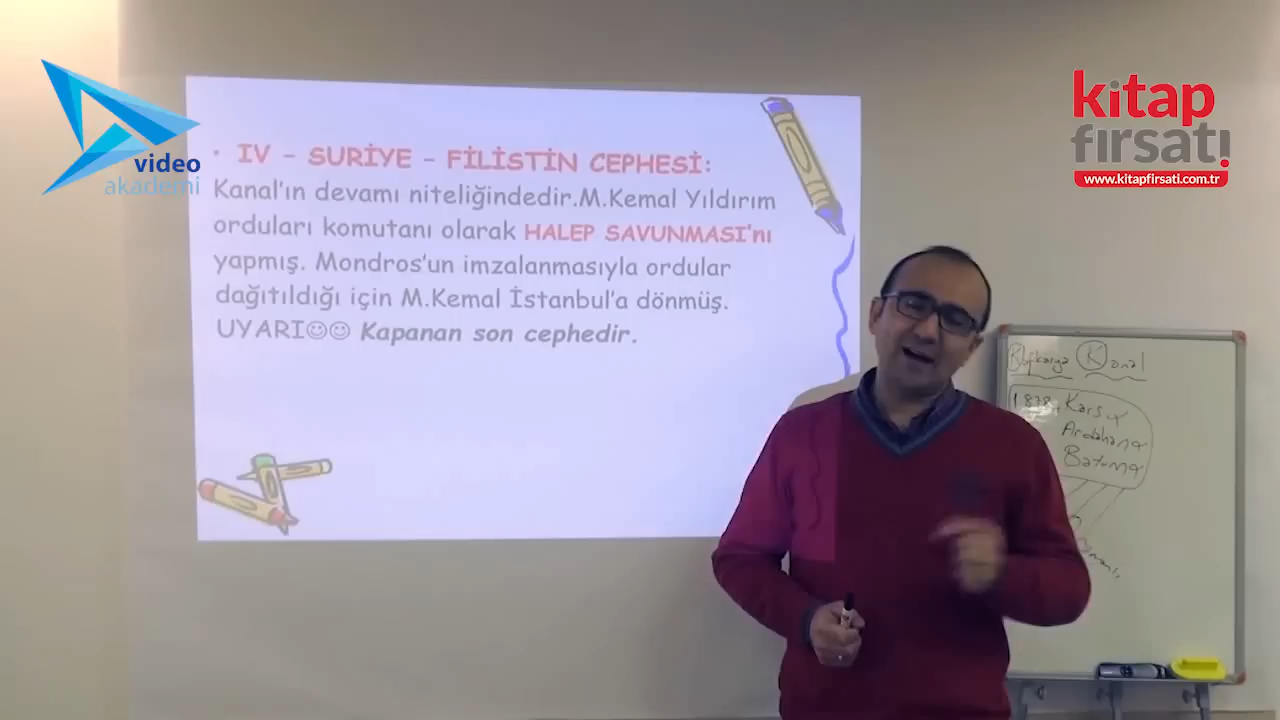 video
akademi
kitap
fırsatı
www.kitapfirsati.com.tr
• IV – SURİYE – FİLİSTİN CEPHESİ:
Kanal'ın devamı niteliğindedir.M.Kemal Yıldırım
orduları komutanı olarak HALEP SAVUNMASI'nı
yapmış. Mondros'un imzalanmasıyla ordular
dağıtıldığı için M.Kemal İstanbul'a dönmüş.
UYARI☺☺ Kapanan son cephedir.
Kanal
1878 Kars
Ardahan
Batum